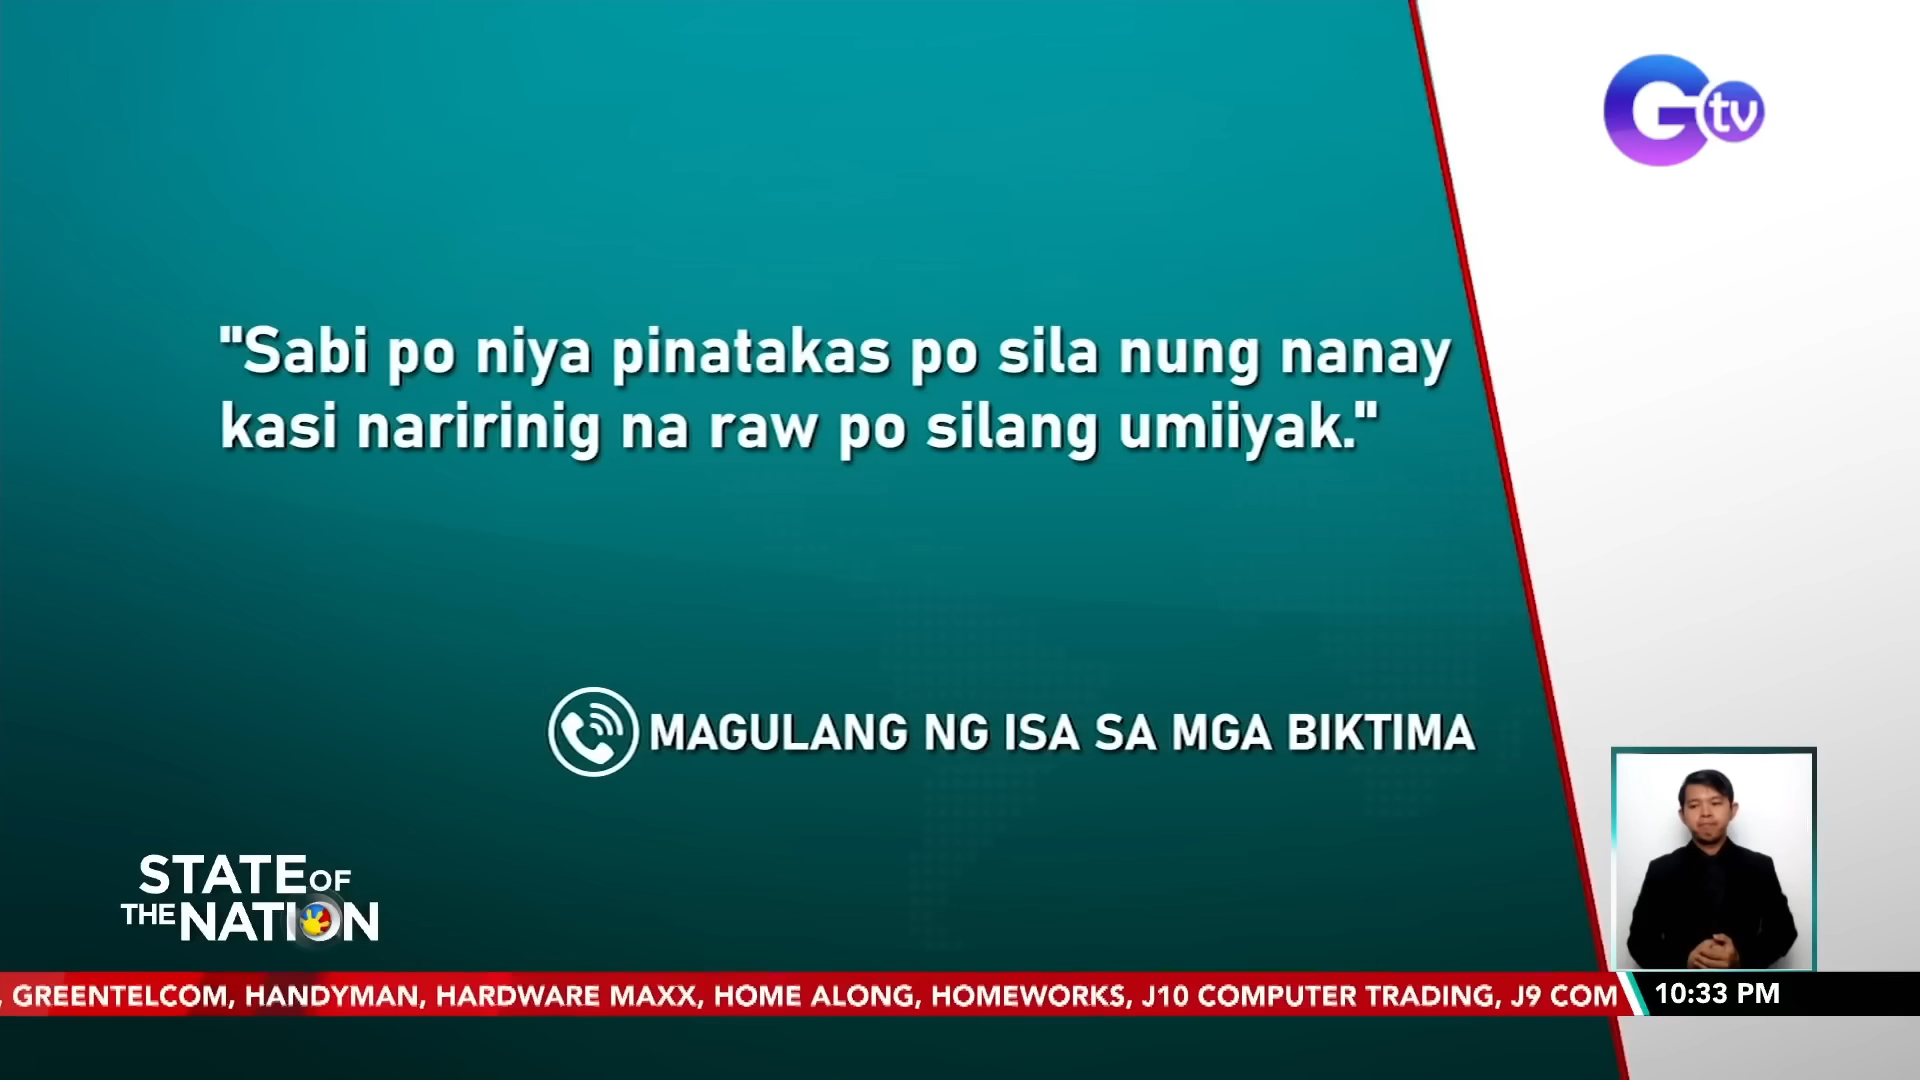 Gtv
"Sabi po niya pinatakas po sila nung nanay
kasi naririnig na raw po silang umiiyak."
MAGULANG NG ISA SA MGA BIKTIMA
STATE OF
THE NATION
, GREENTELCOM, HANDYMAN, HARDWARE MAXX, HOME ALONG, HOMEWORKS, J10 COMPUTER TRADING, J9 COM
10:33 PM